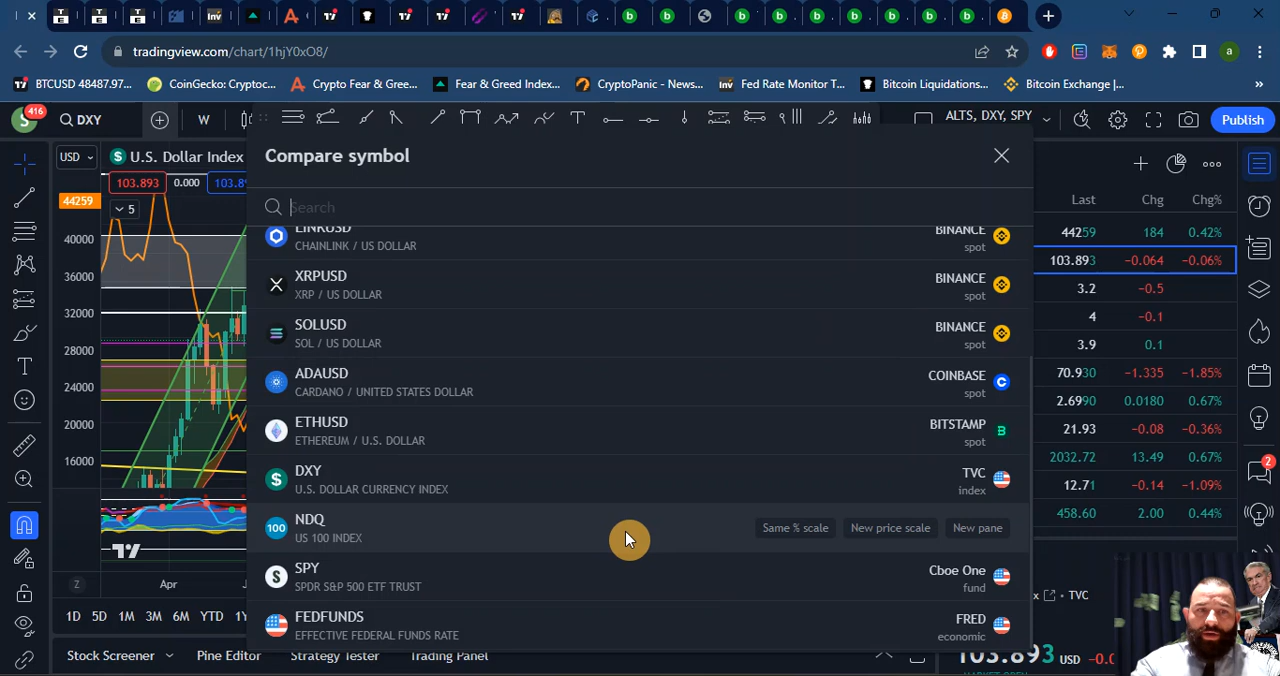 tradingview.com/chart/1hjY0xO8/
BTCUSD 48487.97...
CoinGecko: Cryptoc...
Crypto Fear & Gree...
Fear & Greed Index...
CryptoPanic - News...
Fed Rate Monitor T...
Bitcoin Liquidations...
Bitcoin Exchange |...
»
416
DXY
W
ALTS, DXY, SPY
Publish
USD
U.S. Dollar Index
103.893
0.000
103.89
44259
5
40000
36000
32000
28000
24000
20000
16000
Apr
Z
1D 5D 1M 3M 6M YTD 1Y
Stock Screener
Pine Editor
Strategy Tester
Trading Panel
Compare symbol
Search
LINKUSD
CHAINLINK / US DOLLAR
BINANCE
spot
XRPUSD
XRP / US DOLLAR
BINANCE
spot
SOLUSD
SOL / US DOLLAR
BINANCE
spot
ADAUSD
CARDANO / UNITED STATES DOLLAR
COINBASE
spot
ETHUSD
ETHEREUM / U.S. DOLLAR
BITSTAMP
spot
DXY
U.S. DOLLAR CURRENCY INDEX
TVC
index
100
NDQ
US 100 INDEX
Same % scale
New price scale
New pane
SPY
SPDR S&P 500 ETF TRUST
Cboe One
fund
FEDFUNDS
EFFECTIVE FEDERAL FUNDS RATE
FRED
economic
Last Chg Chg%
44259 184 0.42%
103.893 −0.064 −0.06%
3.2 −0.5
4 −0.1
3.9 0.1
70.930 −1.335 −1.85%
2.6990 0.0180 0.67%
21.93 −0.08 −0.36%
2032.72 13.49 0.67%
12.71 −0.14 −1.09%
458.60 2.00 0.44%
2
TVC
103.893 USD